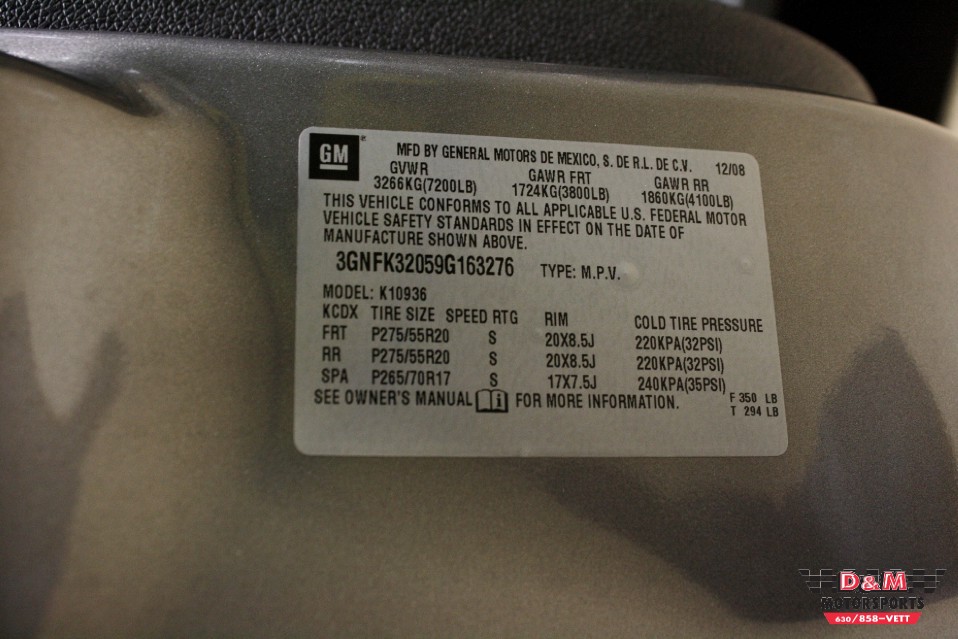 GM
MFD BY GENERAL MOTORS DE MEXICO, S. DE R.L. DE C.V. 12/08
GVWR GAWR FRT GAWR RR
3266KG(7200LB) 1724KG(3800LB) 1860KG(4100LB)
THIS VEHICLE CONFORMS TO ALL APPLICABLE U.S. FEDERAL MOTOR
VEHICLE SAFETY STANDARDS IN EFFECT ON THE DATE OF
MANUFACTURE SHOWN ABOVE.
3GNFK32059G163276 TYPE: M.P.V.
MODEL: K10936
KCDX TIRE SIZE SPEED RTG RIM COLD TIRE PRESSURE
FRT P275/55R20 S 20X8.5J 220KPA(32PSI)
RR P275/55R20 S 20X8.5J 220KPA(32PSI)
SPA P265/70R17 S 17X7.5J 240KPA(35PSI)
SEE OWNER'S MANUAL FOR MORE INFORMATION.
F 350 LB
T 294 LB
D&M
MOTORSPORTS
630/858-VETT